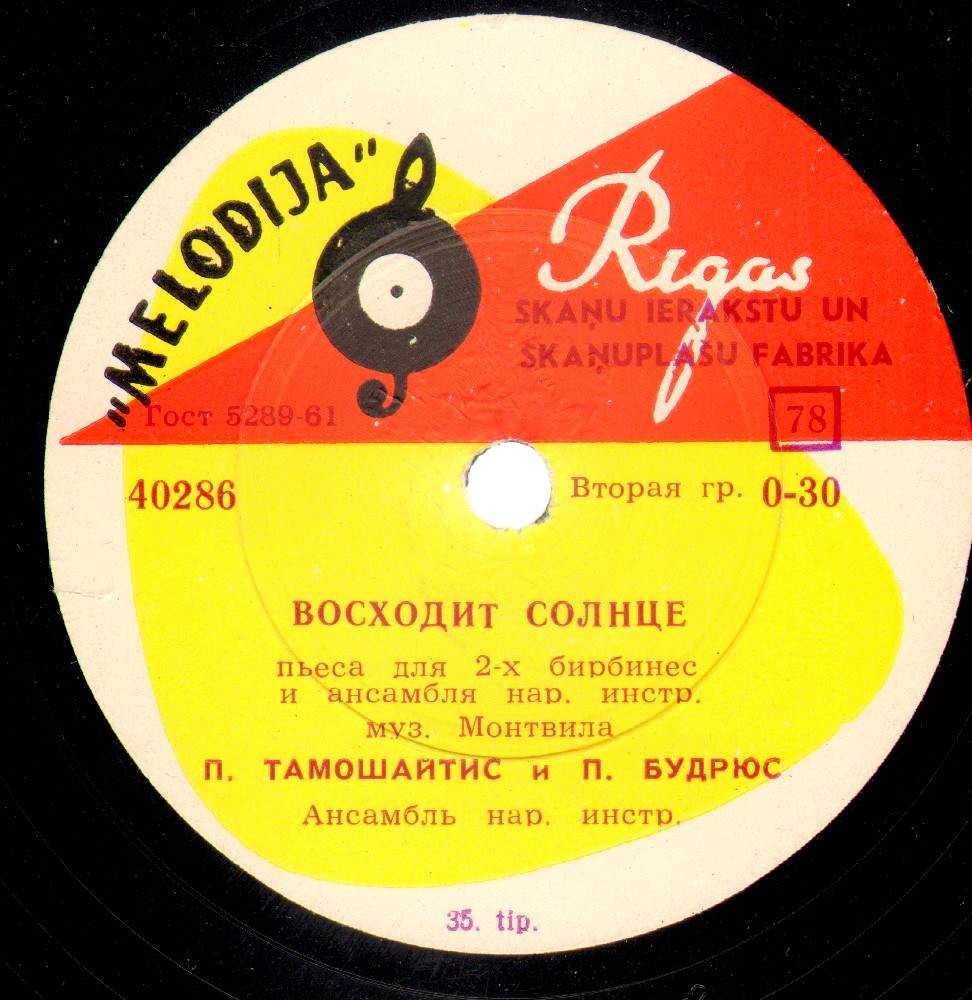 „MELODIJA”
Rīgas
SKAŅU IERAKSTU UN
SKAŅUPLAŠU FABRIKA
Гост 5289-61
78
40286
Вторая гр. 0-30
ВОСХОДИТ СОЛНЦЕ
пьеса для 2-х бирбинес
и ансамбля нар. инстр.
муз. Монтвила
П. ТАМОШАЙТИС и П. БУДРЮС
Ансамбль нар. инстр.
35. tip.